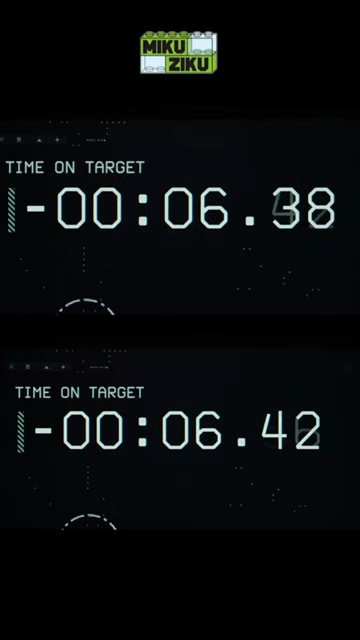 MIKU
ZIKU
TIME ON TARGET
-00:06.38
TIME ON TARGET
-00:06.42